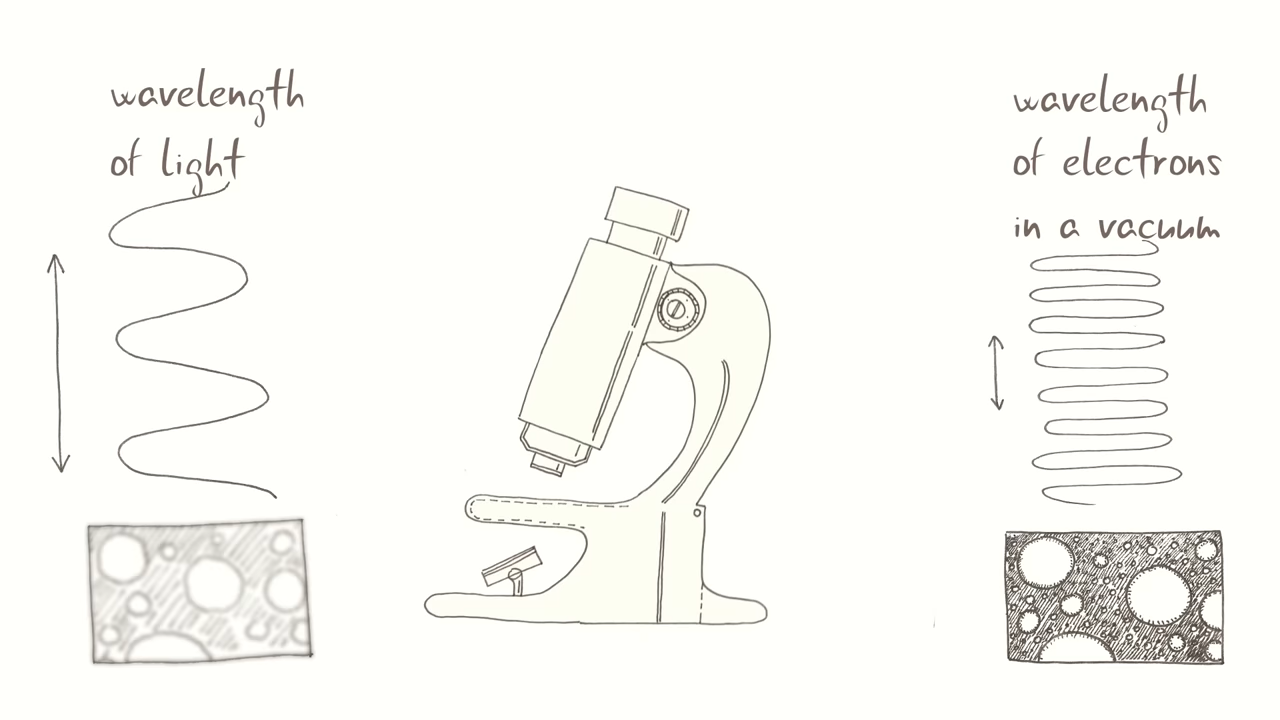 wavelength
of light
wavelength
of electrons
in a vacuum